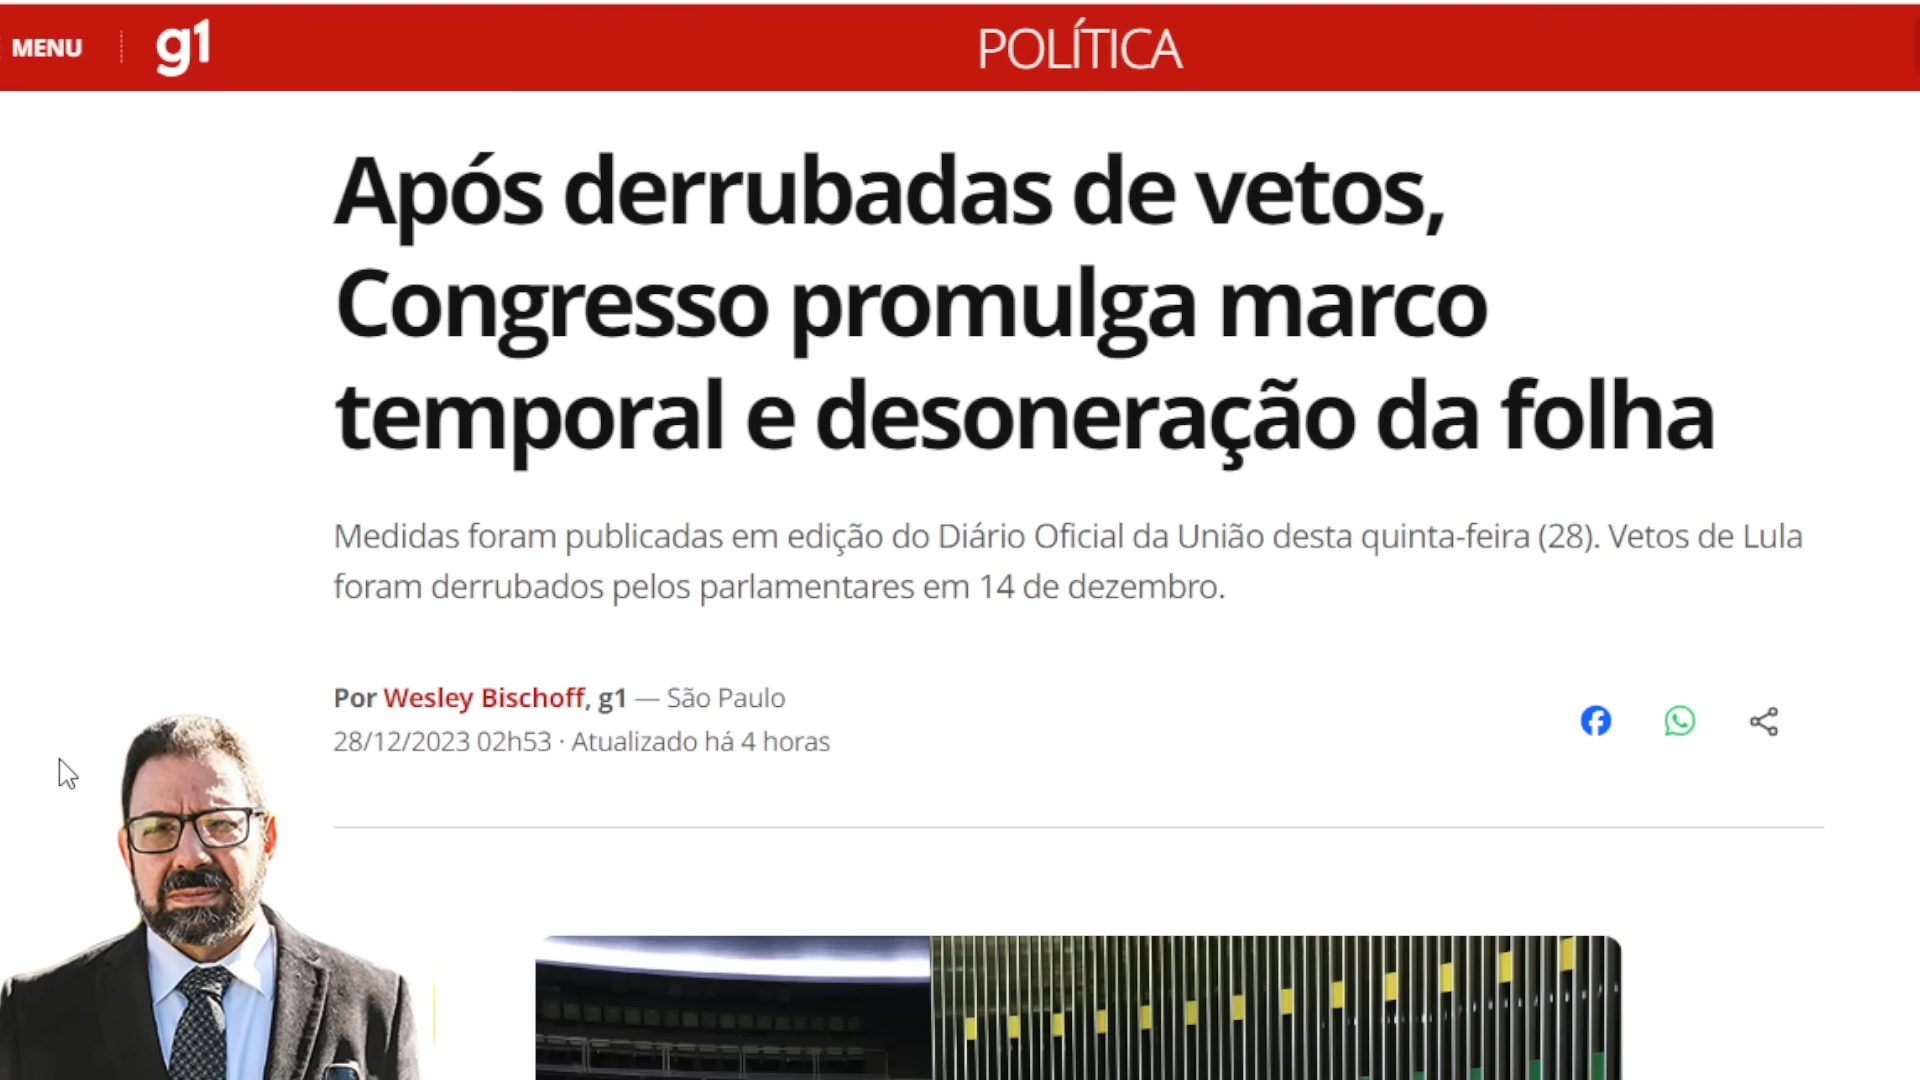 MENU
g1
POLÍTICA
Após derrubadas de vetos,
Congresso promulga marco
temporal e desoneração da folha
Medidas foram publicadas em edição do Diário Oficial da União desta quinta-feira (28). Vetos de Lula
foram derrubados pelos parlamentares em 14 de dezembro.
Por Wesley Bischoff, g1 — São Paulo
28/12/2023 02h53 · Atualizado há 4 horas